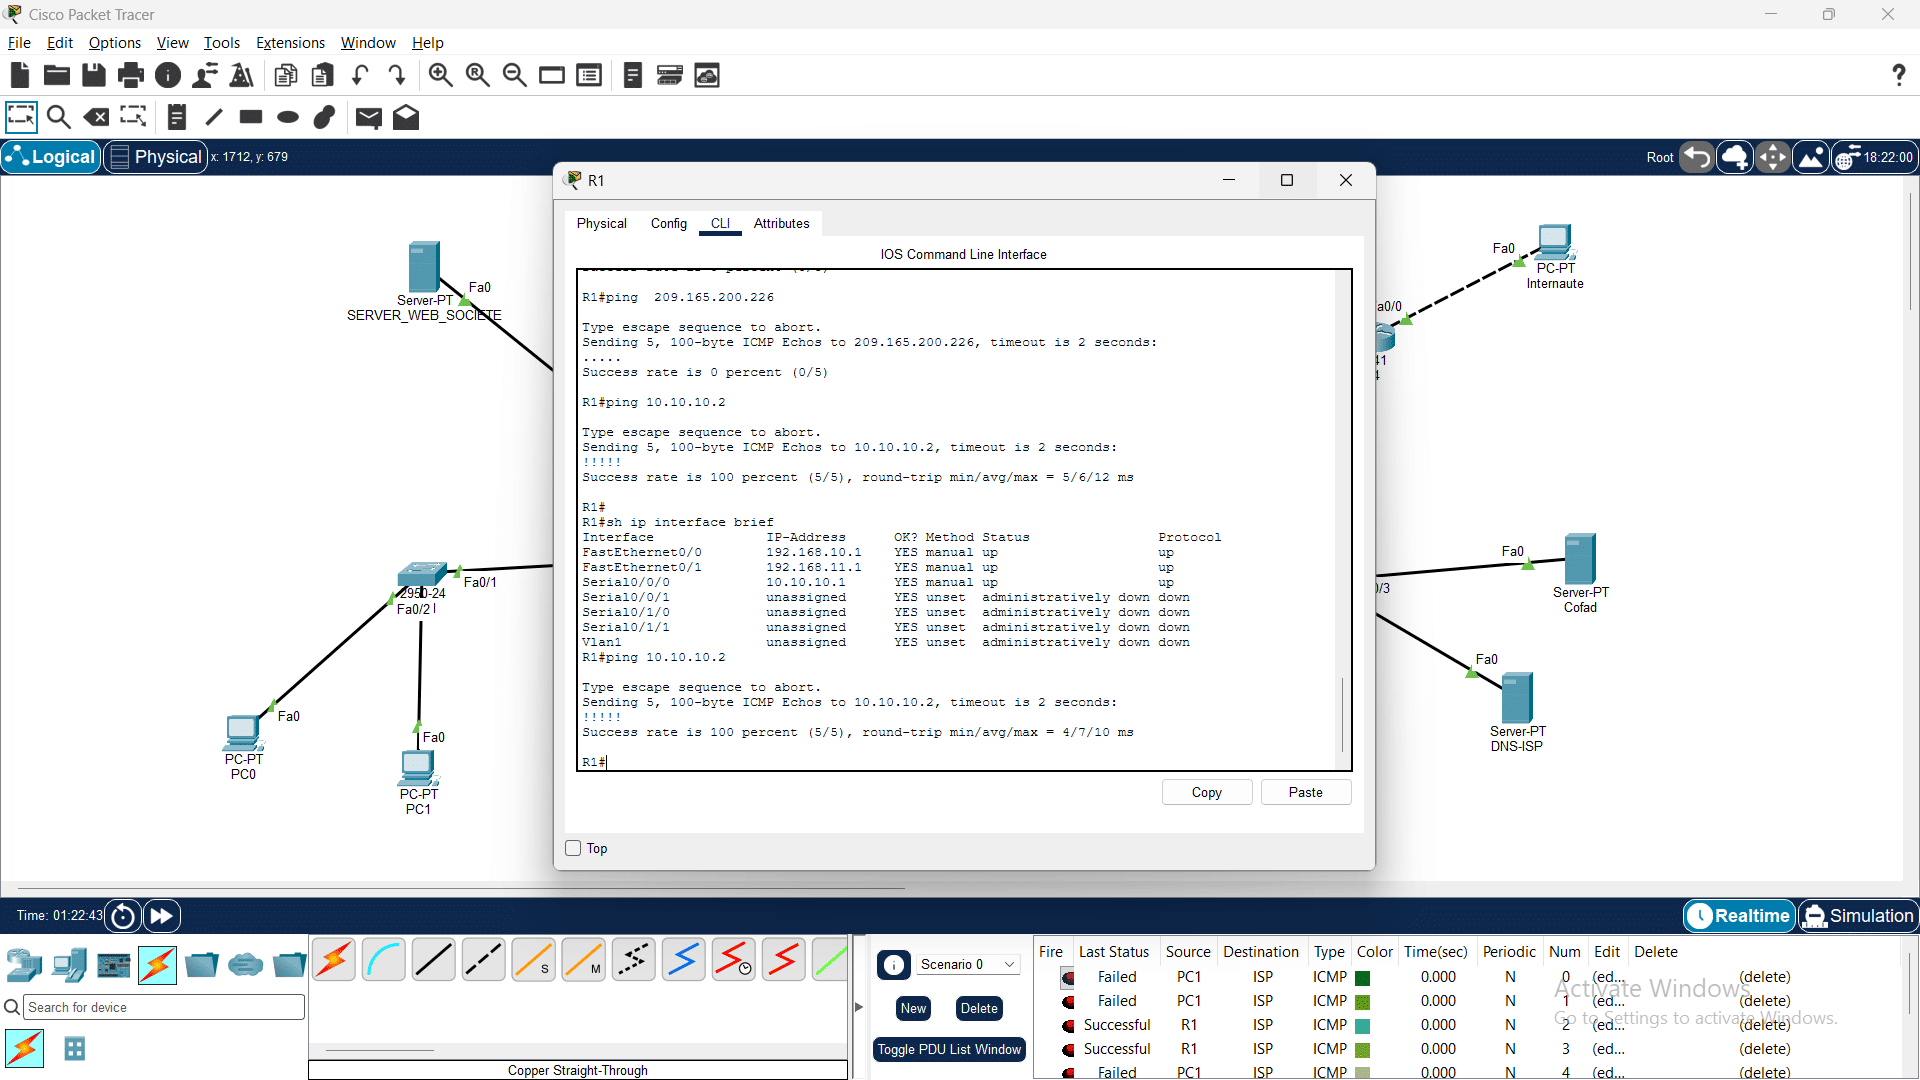 Cisco Packet Tracer
File Edit Options View Tools Extensions Window Help
Logical Physical x: 1712, y: 679
Root 18:22:00
R1
Physical Config CLI Attributes
IOS Command Line Interface
R1#ping 209.165.200.226
Type escape sequence to abort.
Sending 5, 100-byte ICMP Echos to 209.165.200.226, timeout is 2 seconds:
.....
Success rate is 0 percent (0/5)
R1#ping 10.10.10.2
Type escape sequence to abort.
Sending 5, 100-byte ICMP Echos to 10.10.10.2, timeout is 2 seconds:
!!!!!
Success rate is 100 percent (5/5), round-trip min/avg/max = 5/6/12 ms
R1#
R1#sh ip interface brief
Interface IP-Address OK? Method Status Protocol
FastEthernet0/0 192.168.10.1 YES manual up up
FastEthernet0/1 192.168.11.1 YES manual up up
Serial0/0/0 10.10.10.1 YES manual up up
Serial0/0/1 unassigned YES unset administratively down down
Serial0/1/0 unassigned YES unset administratively down down
Serial0/1/1 unassigned YES unset administratively down down
Vlan1 unassigned YES unset administratively down down
R1#ping 10.10.10.2
Type escape sequence to abort.
Sending 5, 100-byte ICMP Echos to 10.10.10.2, timeout is 2 seconds:
!!!!!
Success rate is 100 percent (5/5), round-trip min/avg/max = 4/7/10 ms
R1#
Copy Paste
Top
Fa0
Server-PT
SERVER_WEB_SOCIETE
Fa0/1
2950-24
Fa0/2
Fa0
PC-PT
PC0
Fa0
PC-PT
PC1
Fa0
PC-PT
Internaute
a0/0
41
Fa0
/3
Server-PT
Cofad
Fa0
Server-PT
DNS-ISP
Time: 01:22:43
Realtime Simulation
Search for device
S M
Copper Straight-Through
Scenario 0
New Delete
Toggle PDU List Window
Fire Last Status Source Destination Type Color Time(sec) Periodic Num Edit Delete
Failed PC1 ISP ICMP 0.000 N 0 (ed... (delete)
Failed PC1 ISP ICMP 0.000 N 1 (ed... (delete)
Successful R1 ISP ICMP 0.000 N 2 (ed... (delete)
Successful R1 ISP ICMP 0.000 N 3 (ed... (delete)
Failed PC1 ISP ICMP 0.000 N 4 (ed... (delete)
Activate Windows
Go to Settings to activate Windows.